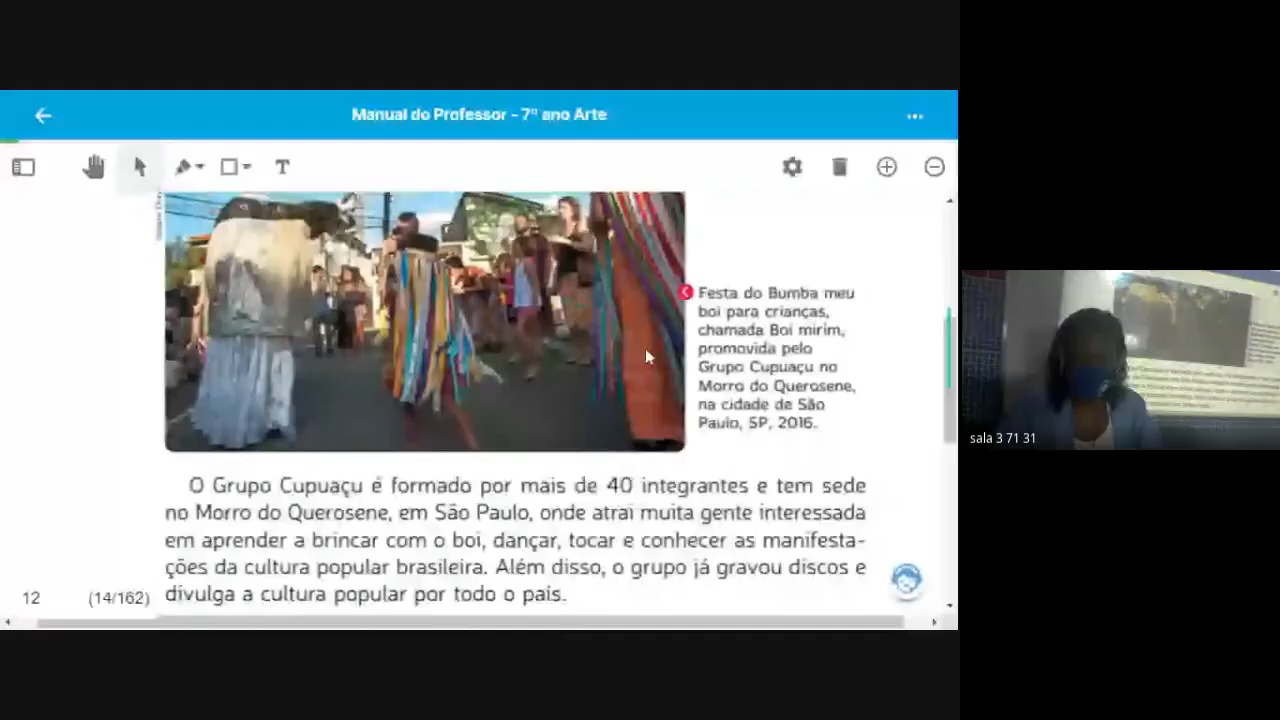 Manual do Professor - 7º ano Arte
T
Festa do Bumba meu
boi para crianças,
chamada Boi mirim,
promovida pelo
Grupo Cupuaçu no
Morro do Querosene,
na cidade de São
Paulo, SP, 2016.
O Grupo Cupuaçu é formado por mais de 40 integrantes e tem sede
no Morro do Querosene, em São Paulo, onde atrai muita gente interessada
em aprender a brincar com o boi, dançar, tocar e conhecer as manifesta-
ções da cultura popular brasileira. Além disso, o grupo já gravou discos e
divulga a cultura popular por todo o país.
12 (14/162)
sala 3 71 31